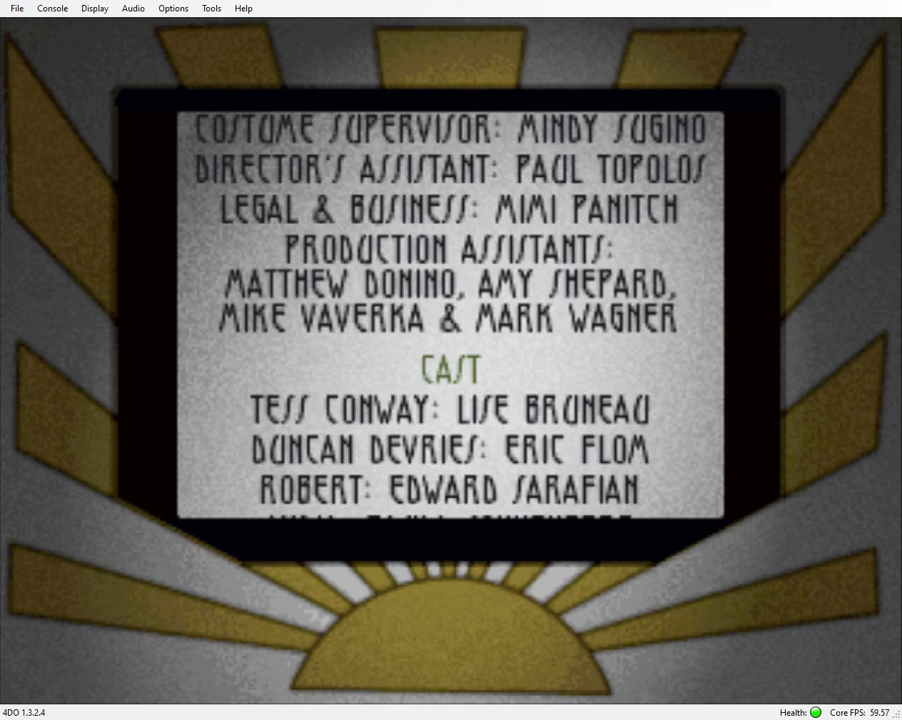 File Console Display Audio Options Tools Help
COSTUME SUPERVISOR: MINDY SUGINO
DIRECTOR'S ASSISTANT: PAUL TOPOLOS
LEGAL & BUSINESS: MIMI PANITCH
PRODUCTION ASSISTANTS:
MATTHEW DONINO, AMY SHEPARD,
MIKE VAVERKA & MARK WAGNER
CAST
TESS CONWAY: LISE BRUNEAU
DUNCAN DEVRIES: ERIC FLOM
ROBERT: EDWARD SARAFIAN
4DO 1.3.2.4 Health: Core FPS: 59.57